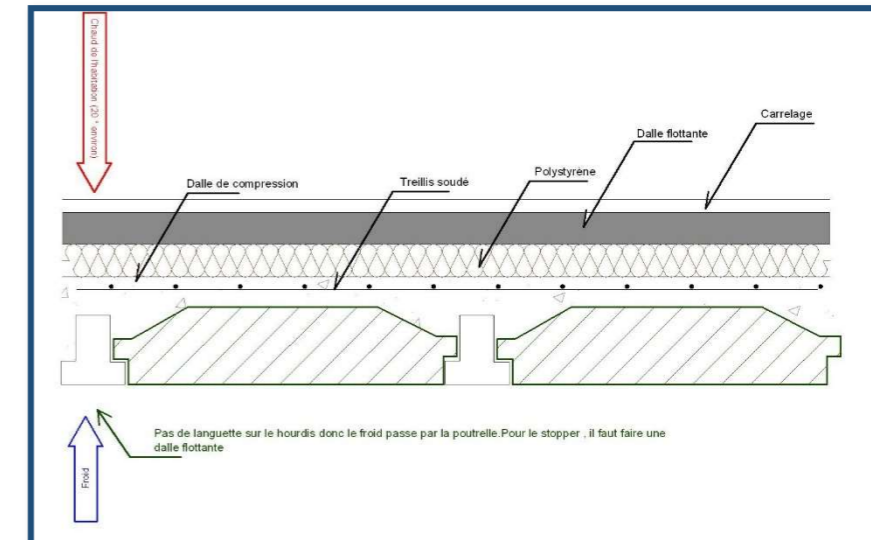 Chaud de l'habitation (20 ° environ)
Carrelage
Dalle flottante
Polystyrène
Treillis soudé
Dalle de compression
Pas de languette sur le hourdis donc le froid passe par la poutrelle.Pour le stopper , il faut faire une
dalle flottante
Froid